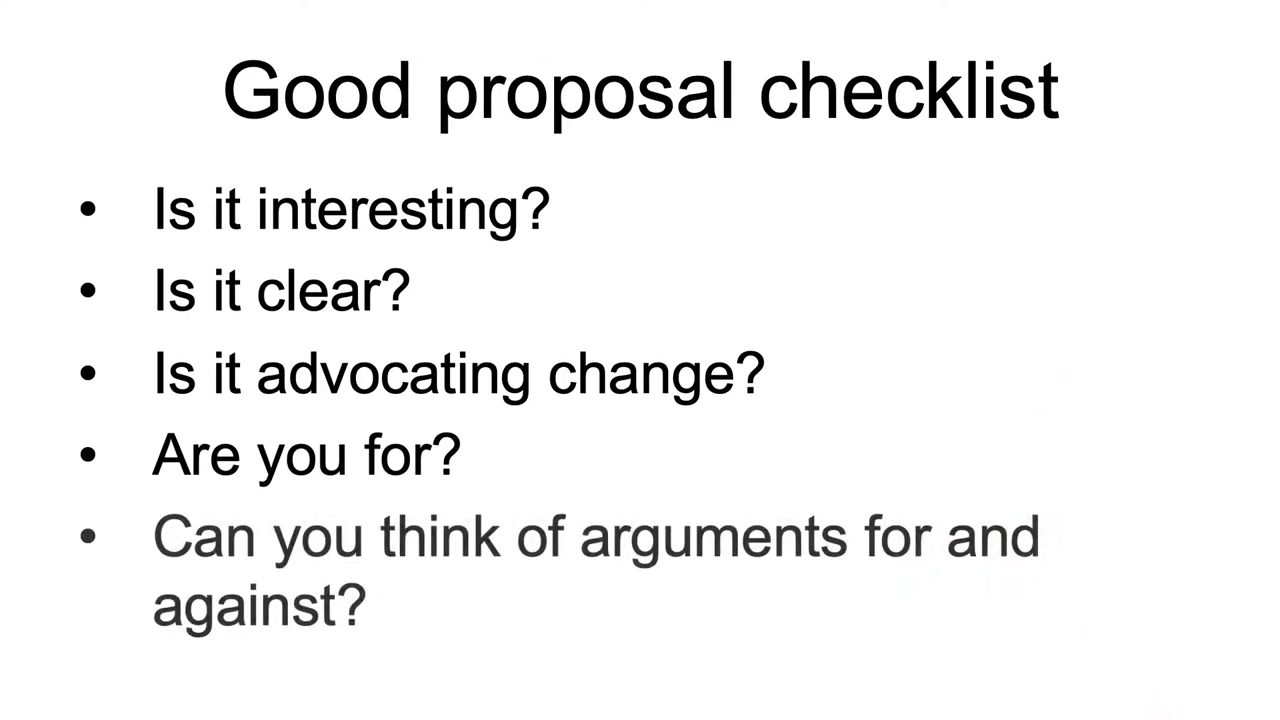 Good proposal checklist
• Is it interesting?
• Is it clear?
• Is it advocating change?
• Are you for?
• Can you think of arguments for and
against?